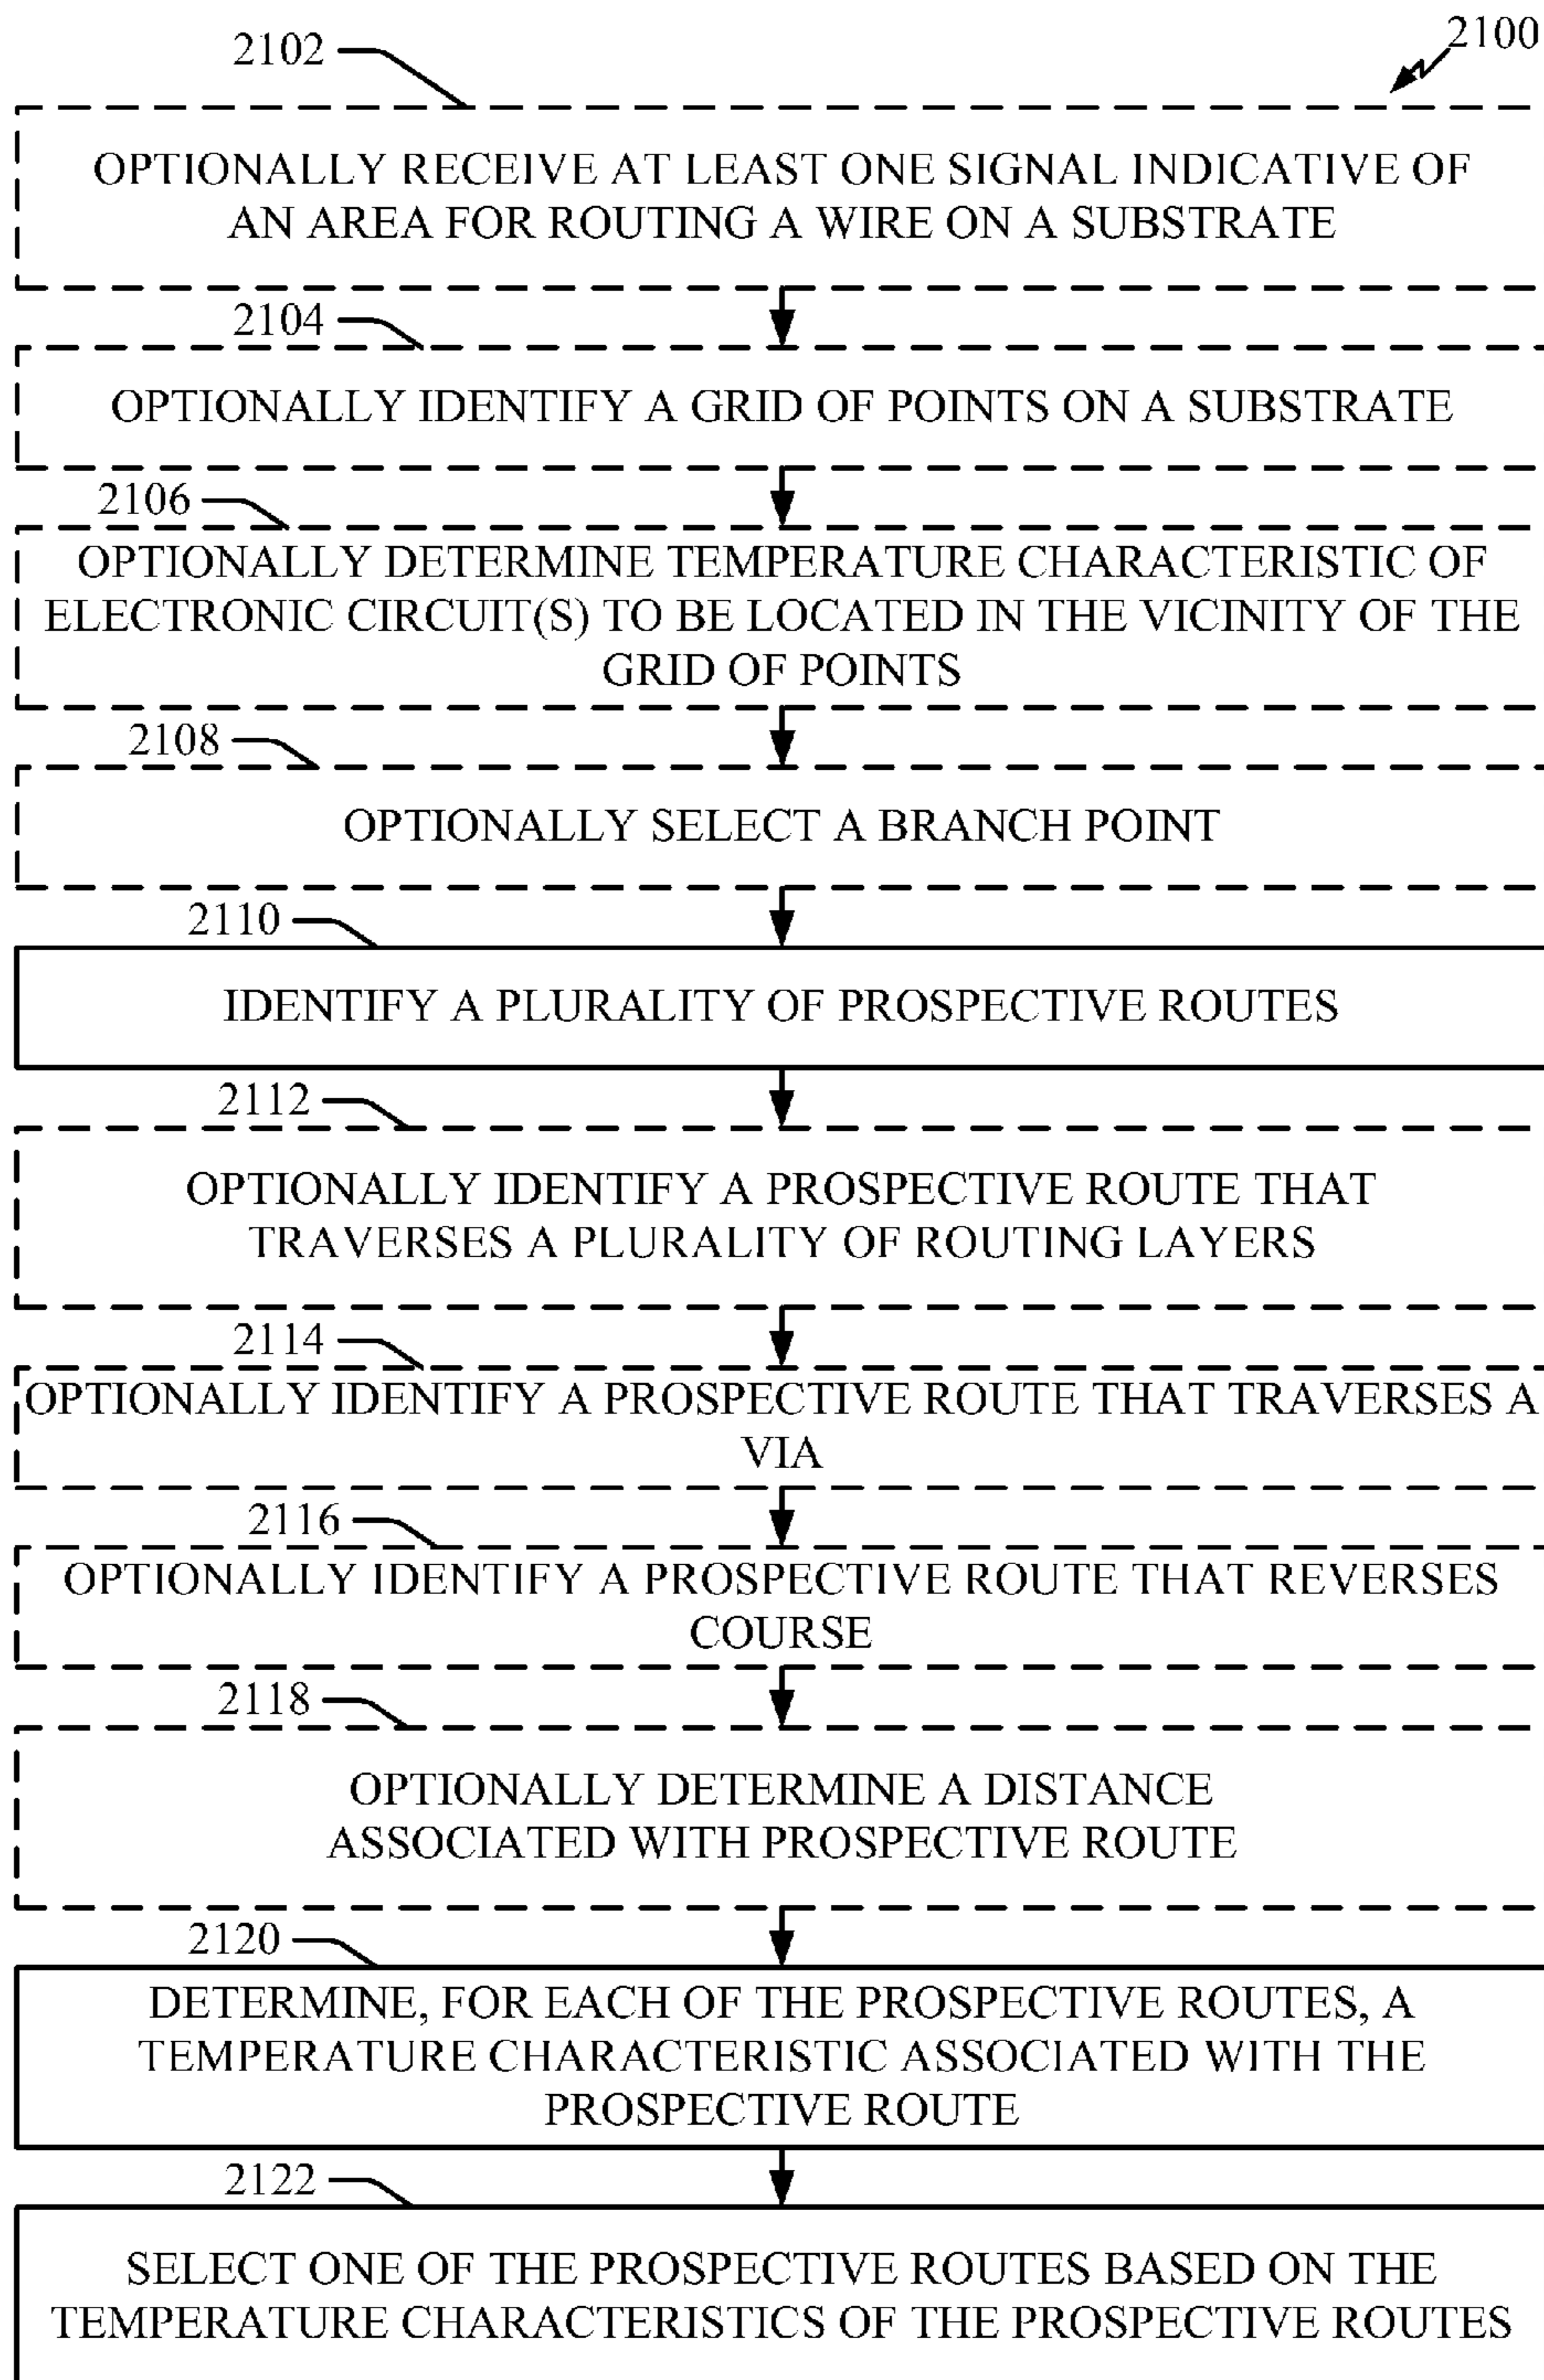 2100
2102
OPTIONALLY RECEIVE AT LEAST ONE SIGNAL INDICATIVE OF
AN AREA FOR ROUTING A WIRE ON A SUBSTRATE
2104
OPTIONALLY IDENTIFY A GRID OF POINTS ON A SUBSTRATE
2106
OPTIONALLY DETERMINE TEMPERATURE CHARACTERISTIC OF
ELECTRONIC CIRCUIT(S) TO BE LOCATED IN THE VICINITY OF THE
GRID OF POINTS
2108
OPTIONALLY SELECT A BRANCH POINT
2110
IDENTIFY A PLURALITY OF PROSPECTIVE ROUTES
2112
OPTIONALLY IDENTIFY A PROSPECTIVE ROUTE THAT
TRAVERSES A PLURALITY OF ROUTING LAYERS
2114
OPTIONALLY IDENTIFY A PROSPECTIVE ROUTE THAT TRAVERSES A
VIA
2116
OPTIONALLY IDENTIFY A PROSPECTIVE ROUTE THAT REVERSES
COURSE
2118
OPTIONALLY DETERMINE A DISTANCE
ASSOCIATED WITH PROSPECTIVE ROUTE
2120
DETERMINE, FOR EACH OF THE PROSPECTIVE ROUTES, A
TEMPERATURE CHARACTERISTIC ASSOCIATED WITH THE
PROSPECTIVE ROUTE
2122
SELECT ONE OF THE PROSPECTIVE ROUTES BASED ON THE
TEMPERATURE CHARACTERISTICS OF THE PROSPECTIVE ROUTES